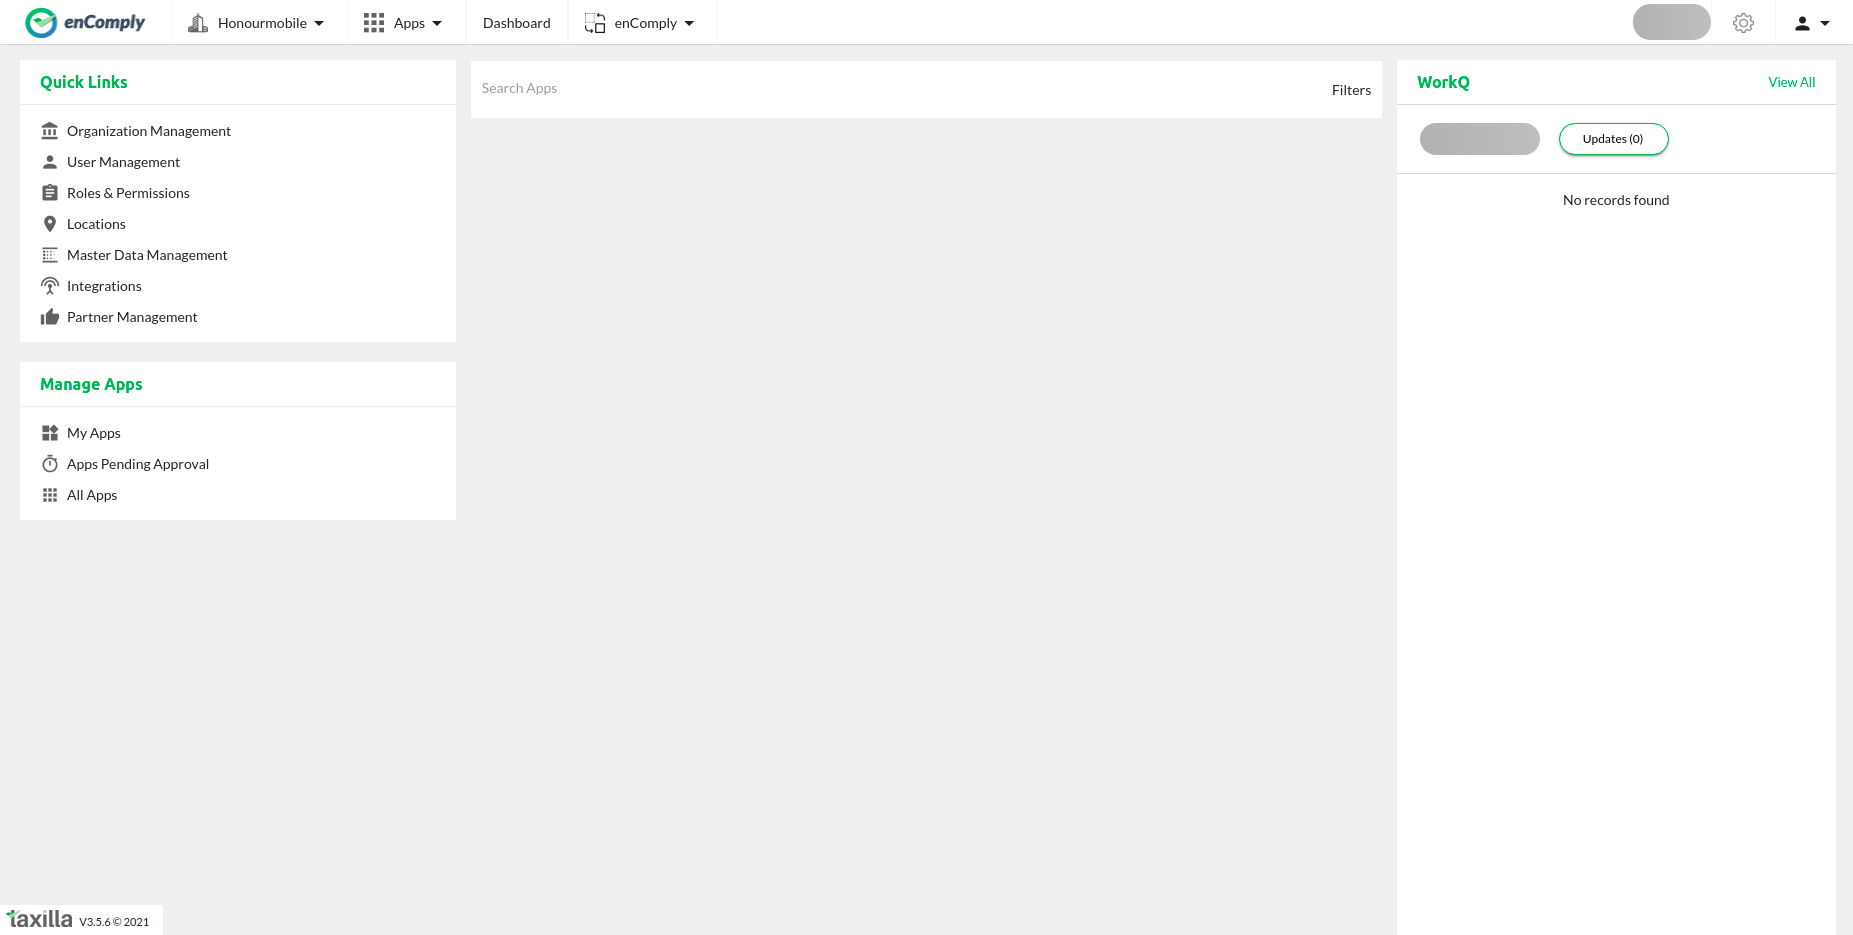 enComply
Honourmobile
Apps
Dashboard
enComply
Quick Links
Organization Management
User Management
Roles & Permissions
Locations
Master Data Management
Integrations
Partner Management
Manage Apps
My Apps
Apps Pending Approval
All Apps
Search Apps
Filters
WorkQ
View All
Updates (0)
No records found
taxilla V3.5.6 © 2021